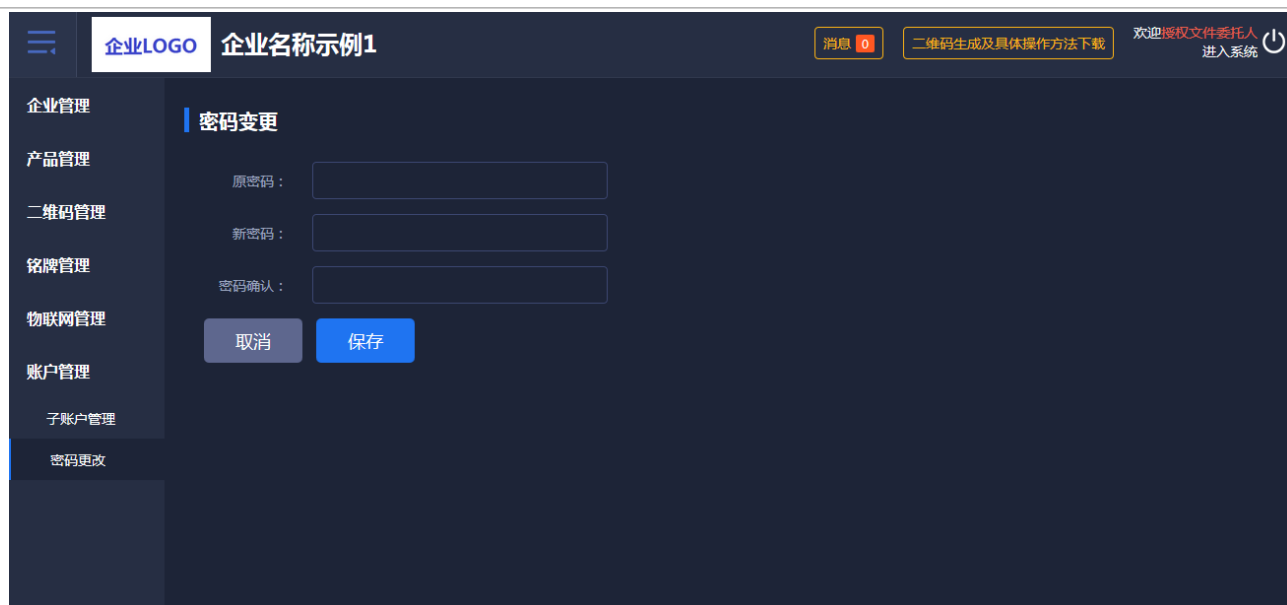 企业LOGO
企业名称示例1
消息 0
二维码生成及具体操作方法下载
欢迎授权文件委托人
进入系统
企业管理
产品管理
二维码管理
铭牌管理
物联网管理
账户管理
子账户管理
密码更改
密码变更
原密码：
新密码：
密码确认：
取消
保存